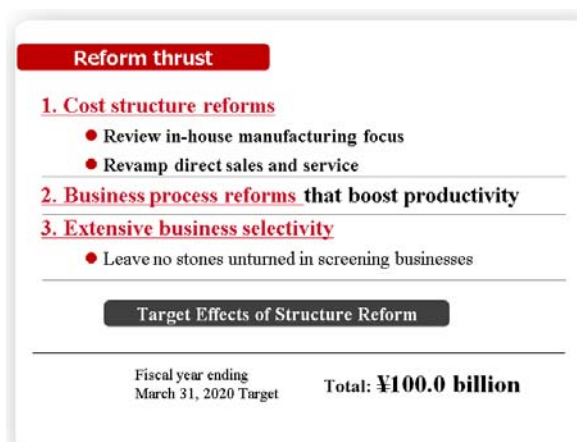 Reform thrust
1. Cost structure reforms
● Review in-house manufacturing focus
● Revamp direct sales and service
2. Business process reforms that boost productivity
3. Extensive business selectivity
● Leave no stones unturned in screening businesses
Target Effects of Structure Reform
Fiscal year ending
March 31, 2020 Target
Total: ¥100.0 billion